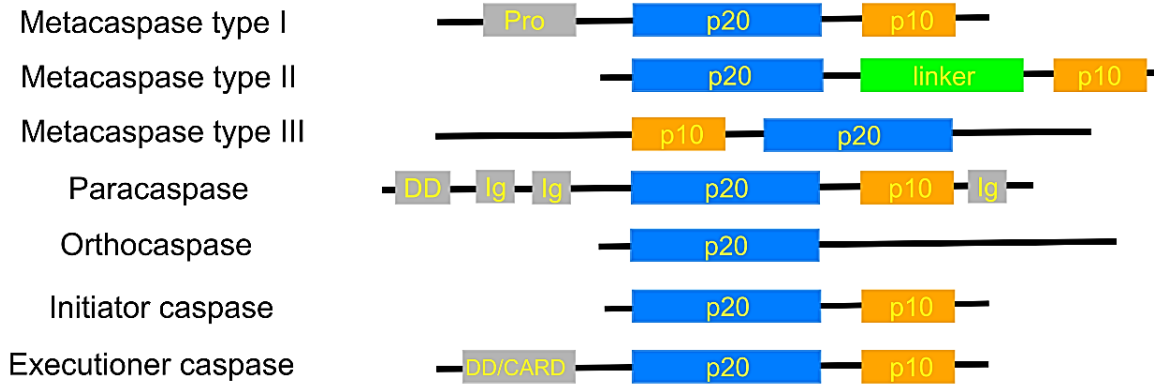 Metacaspase type I Pro p20 p10
Metacaspase type II p20 linker p10
Metacaspase type III p10 p20
Paracaspase DD Ig Ig p20 p10 Ig
Orthocaspase p20
Initiator caspase p20 p10
Executioner caspase DD/CARD p20 p10